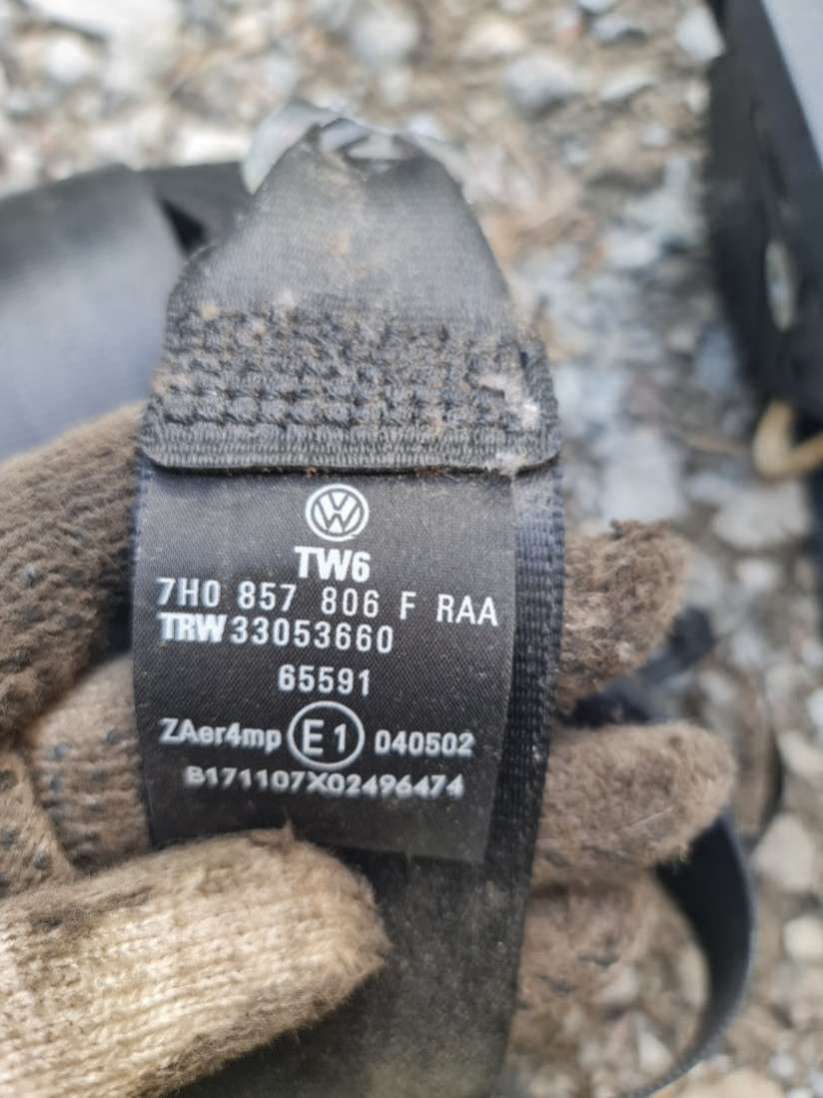 TW6
7H0 857 806 F RAA
TRW 33053660
65591
ZAer4mp E1 040502
B171107X02496474